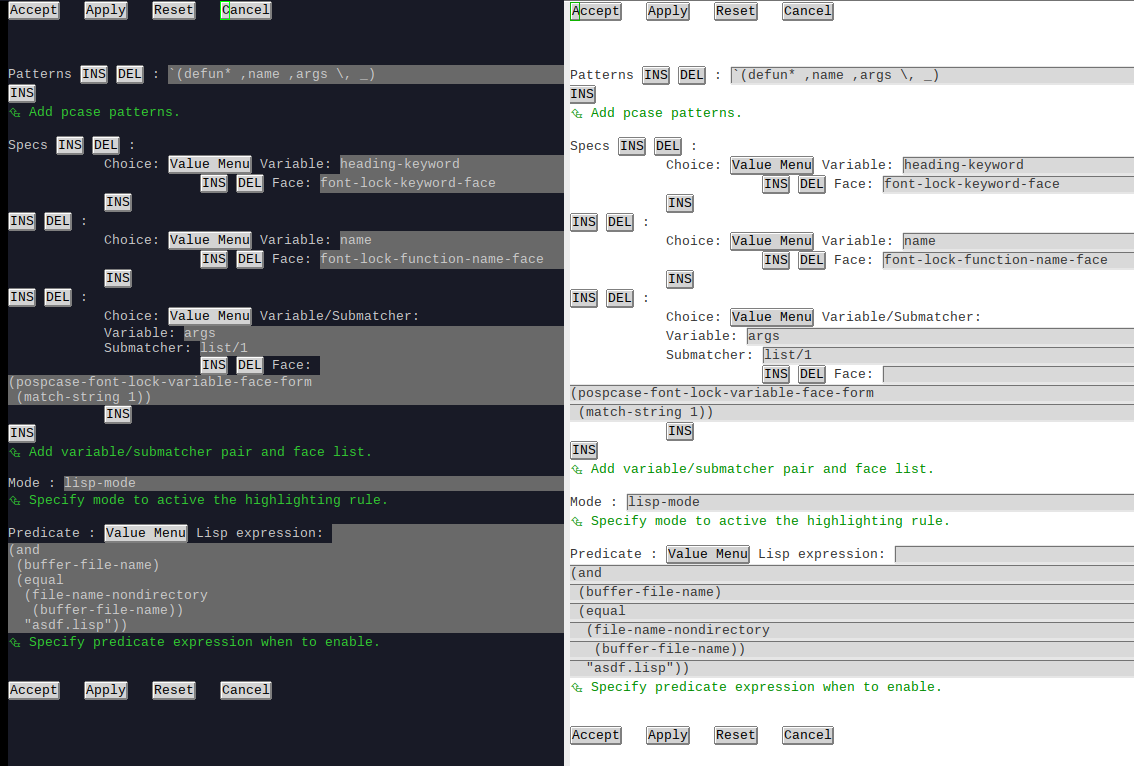 Accept Apply Reset Cancel
Patterns INS DEL : `(defun* ,name ,args \, _)
INS
Add pcase patterns.
Specs INS DEL :
Choice: Value Menu Variable: heading-keyword
INS DEL Face: font-lock-keyword-face
INS
INS DEL :
Choice: Value Menu Variable: name
INS DEL Face: font-lock-function-name-face
INS
INS DEL :
Choice: Value Menu Variable/Submatcher:
Variable: args
Submatcher: list/1
INS DEL Face:
(pospcase-font-lock-variable-face-form
(match-string 1))
INS
INS
Add variable/submatcher pair and face list.
Mode : lisp-mode
Specify mode to active the highlighting rule.
Predicate : Value Menu Lisp expression:
(and
(buffer-file-name)
(equal
(file-name-nondirectory
(buffer-file-name))
"asdf.lisp"))
Specify predicate expression when to enable.
Accept Apply Reset Cancel
Accept Apply Reset Cancel
Patterns INS DEL : `(defun* ,name ,args \, _)
INS
Add pcase patterns.
Specs INS DEL :
Choice: Value Menu Variable: heading-keyword
INS DEL Face: font-lock-keyword-face
INS
INS DEL :
Choice: Value Menu Variable: name
INS DEL Face: font-lock-function-name-face
INS
INS DEL :
Choice: Value Menu Variable/Submatcher:
Variable: args
Submatcher: list/1
INS DEL Face:
(pospcase-font-lock-variable-face-form
(match-string 1))
INS
INS
Add variable/submatcher pair and face list.
Mode : lisp-mode
Specify mode to active the highlighting rule.
Predicate : Value Menu Lisp expression:
(and
(buffer-file-name)
(equal
(file-name-nondirectory
(buffer-file-name))
"asdf.lisp"))
Specify predicate expression when to enable.
Accept Apply Reset Cancel